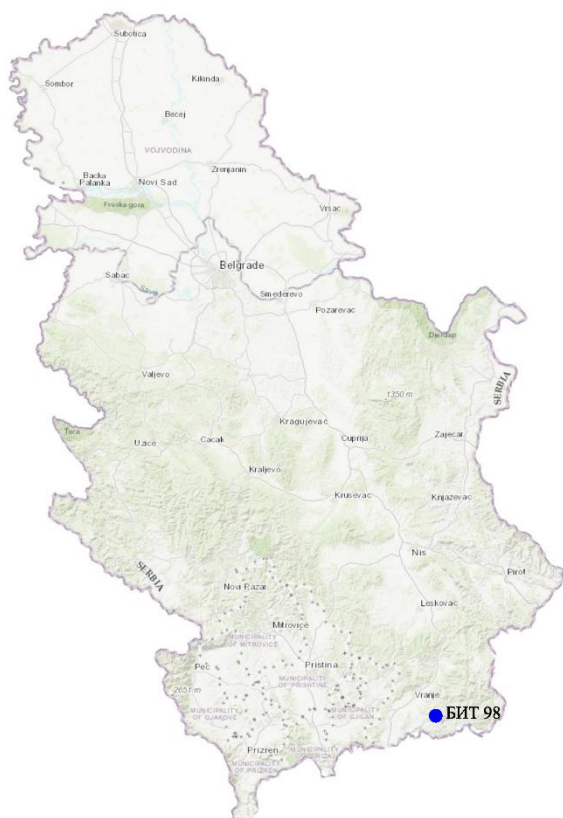 Subotica
Sombor
Kikinda
Becej
VOJVODINA
Backa
Palanka
Novi Sad
Zrenjanin
Fruska gora
Vrsac
Belgrade
Sabac
Sava
Smederevo
Pozarevac
Djerdap
Valjevo
1350 m
SERBIA
Tara
Uzice
Cacak
Kragujevac
Cuprija
Zajecar
Kraljevo
Krusevac
Knjazevac
Nis
SERBIA
Pirot
Novi Pazar
Leskovac
Mitrovice
MUNICIPALITY
OF MITROVICE
Pec
Pristina
2651 m
MUNICIPALITY
OF PRISHTINE
Vranje
MUNICIPALITY
OF GJAKOVE
MUNICIPALITY
OF GJILAN
БИТ 98
Prizren
MUNICIPALITY
OF PRIZREN
MUNICIPALITY